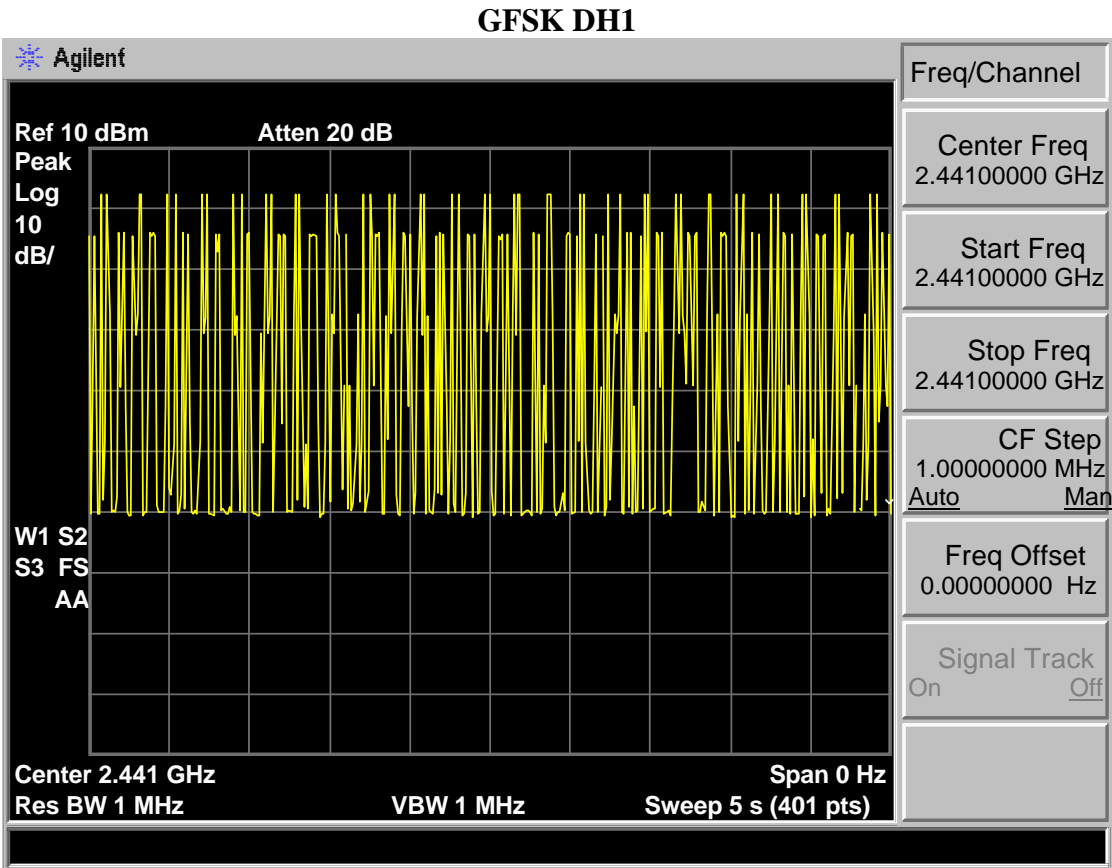 GFSK DH1
Agilent
Freq/Channel
Ref 10 dBm Atten 20 dB
Peak
Log
10
dB/
W1 S2
S3 FS
AA
Center 2.441 GHz Span 0 Hz
Res BW 1 MHz VBW 1 MHz Sweep 5 s (401 pts)
Center Freq
2.44100000 GHz
Start Freq
2.44100000 GHz
Stop Freq
2.44100000 GHz
CF Step
1.00000000 MHz
Auto Man
Freq Offset
0.00000000 Hz
Signal Track
On Off